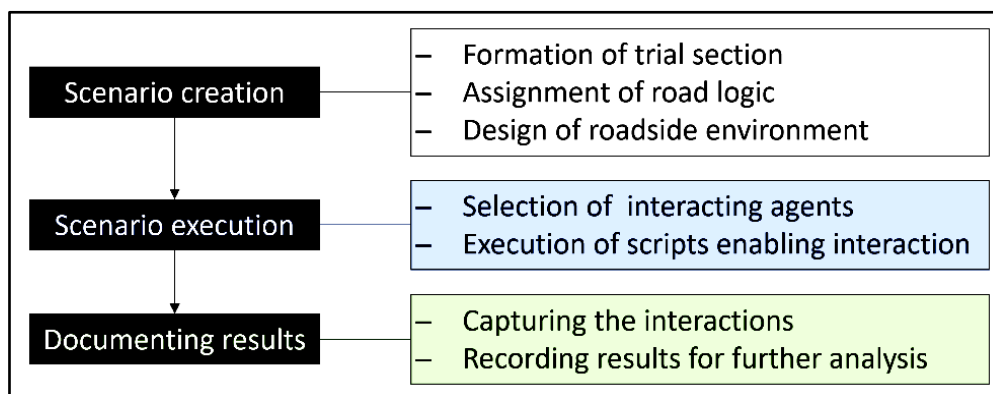 Scenario creation
– Formation of trial section
– Assignment of road logic
– Design of roadside environment
Scenario execution
– Selection of interacting agents
– Execution of scripts enabling interaction
Documenting results
– Capturing the interactions
– Recording results for further analysis